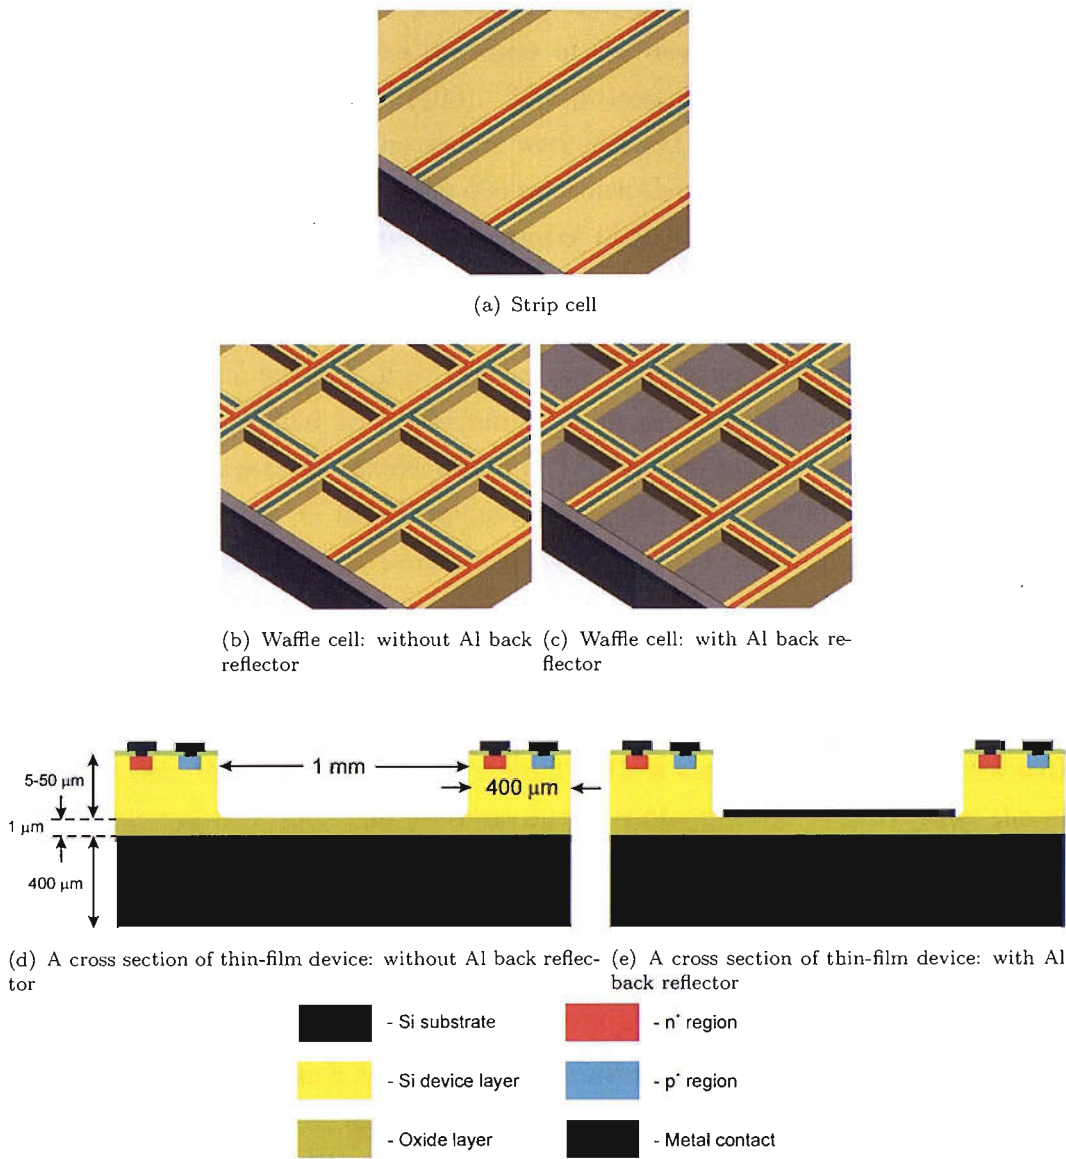 (a) Strip cell
(b) Waffle cell: without Al back
reflector
(c) Waffle cell: with Al back re-
flector
5-50 μm
1 mm
400 μm
1 μm
400 μm
(d) A cross section of thin-film device: without Al back reflec-
tor
(e) A cross section of thin-film device: with Al
back reflector
- Si substrate
- n⁺ region
- Si device layer
- p⁺ region
- Oxide layer
- Metal contact